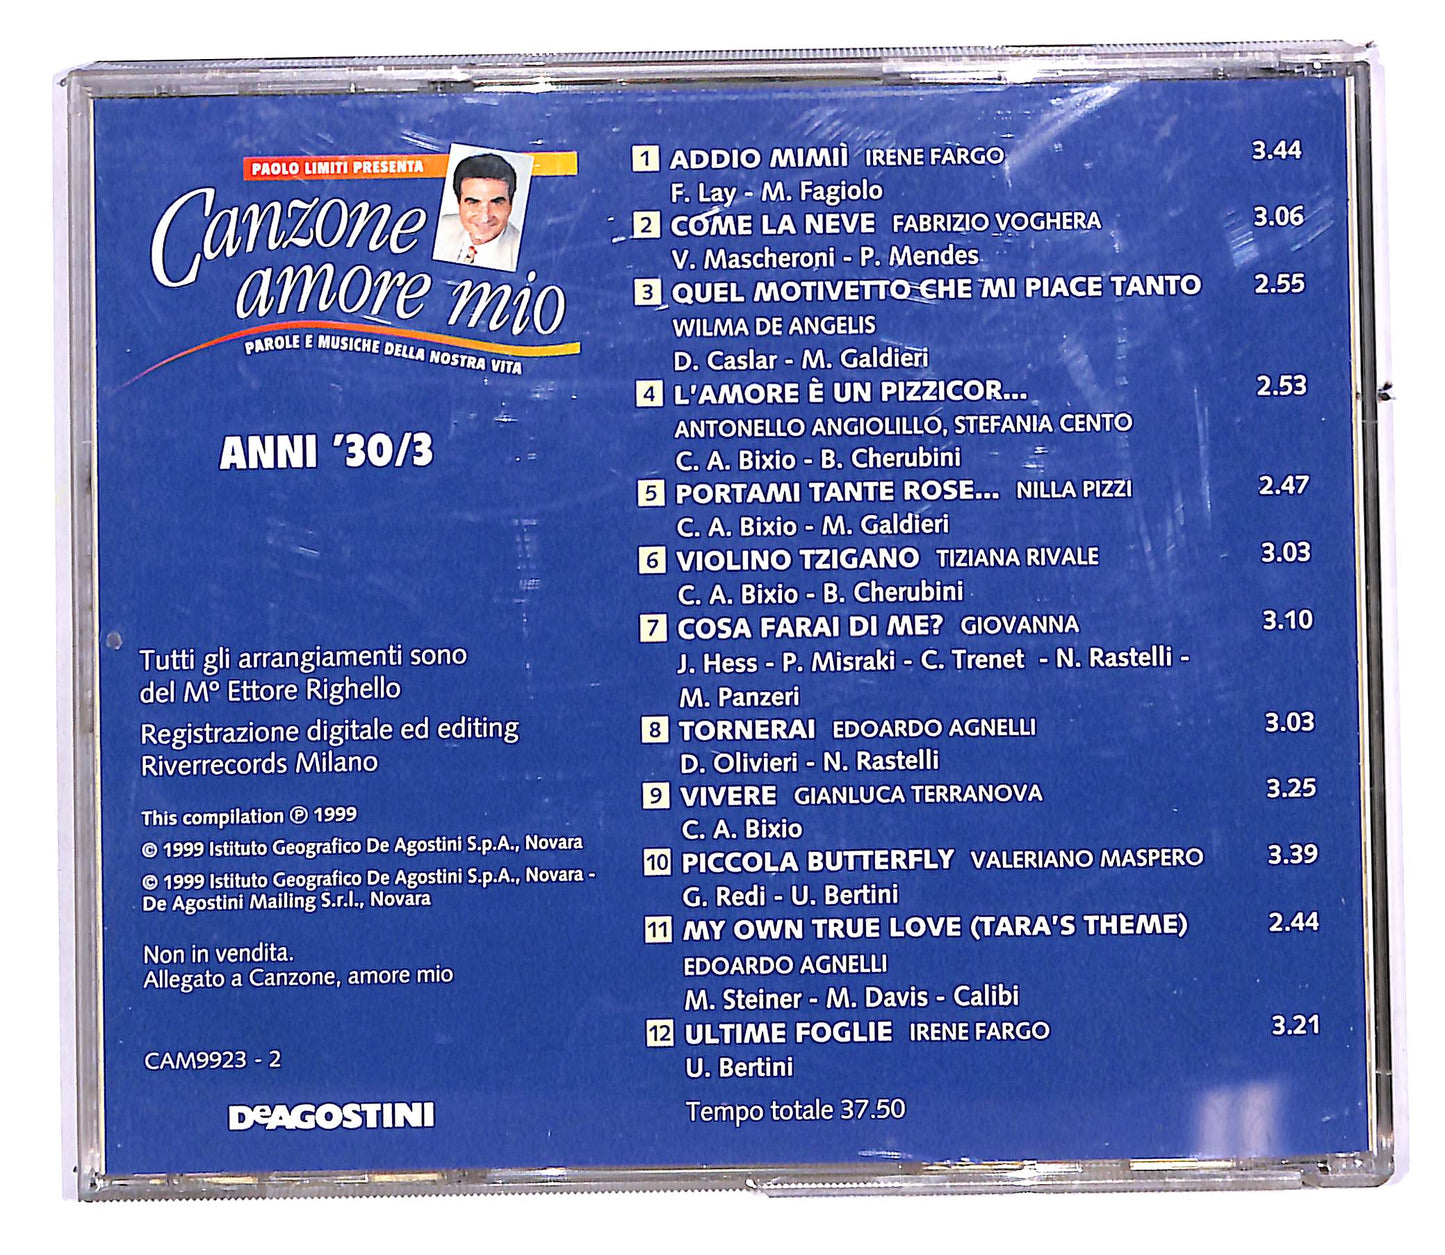 PAOLO LIMITI PRESENTA
Canzone
amore mio
PAROLE E MUSICHE DELLA NOSTRA VITA
ANNI '30/3
Tutti gli arrangiamenti sono
del Mº Ettore Righello
Registrazione digitale ed editing
Riverrecords Milano
This compilation ℗ 1999
© 1999 Istituto Geografico De Agostini S.p.A., Novara
© 1999 Istituto Geografico De Agostini S.p.A., Novara -
De Agostini Mailing S.r.l., Novara
Non in vendita.
Allegato a Canzone, amore mio
CAM9923 - 2
DeAGOSTINI
1 ADDIO MIMIÌ IRENE FARGO 3.44
F. Lay - M. Fagiolo
2 COME LA NEVE FABRIZIO VOGHERA 3.06
V. Mascheroni - P. Mendes
3 QUEL MOTIVETTO CHE MI PIACE TANTO 2.55
WILMA DE ANGELIS
D. Caslar - M. Galdieri
4 L'AMORE È UN PIZZICOR... 2.53
ANTONELLO ANGIOLILLO, STEFANIA CENTO
C. A. Bixio - B. Cherubini
5 PORTAMI TANTE ROSE... NILLA PIZZI 2.47
C. A. Bixio - M. Galdieri
6 VIOLINO TZIGANO TIZIANA RIVALE 3.03
C. A. Bixio - B. Cherubini
7 COSA FARAI DI ME? GIOVANNA 3.10
J. Hess - P. Misraki - C. Trenet - N. Rastelli -
M. Panzeri
8 TORNERAI EDOARDO AGNELLI 3.03
D. Olivieri - N. Rastelli
9 VIVERE GIANLUCA TERRANOVA 3.25
C. A. Bixio
10 PICCOLA BUTTERFLY VALERIANO MASPERO 3.39
G. Redi - U. Bertini
11 MY OWN TRUE LOVE (TARA'S THEME) 2.44
EDOARDO AGNELLI
M. Steiner - M. Davis - Calibi
12 ULTIME FOGLIE IRENE FARGO 3.21
U. Bertini
Tempo totale 37.50